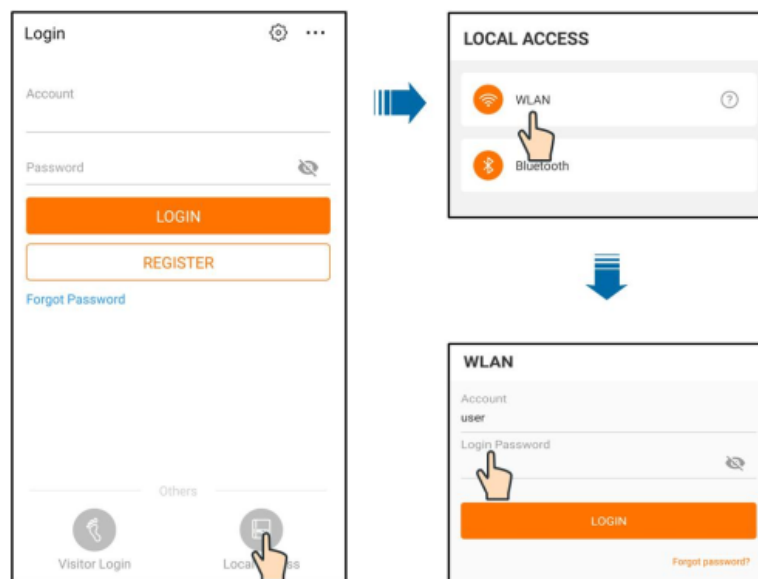 Login
Account
Password
LOGIN
REGISTER
Forgot Password
Others
Visitor Login
LOCAL ACCESS
WLAN
Bluetooth
WLAN
Account
user
Login Password
LOGIN
Forgot password?